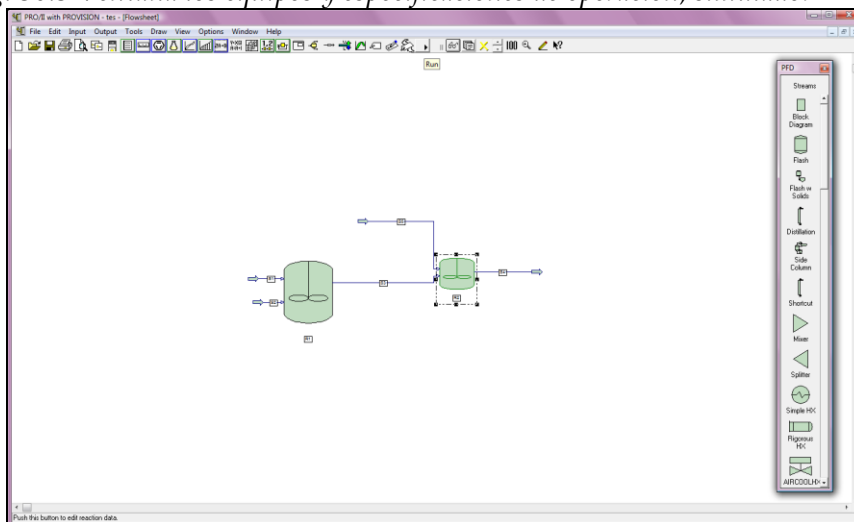 PRO/II with PROVISION - tes - [Flowsheet]
File Edit Input Output Tools Draw View Options Window Help
Run
PFD
Streams
Block
Diagram
Flash
Flash w
Solids
Distillation
Side
Column
Shortcut
Mixer
Splitter
Simple HX
Rigorous
HX
AIRCOOLHX
R1
R2
Push this button to edit reaction data.